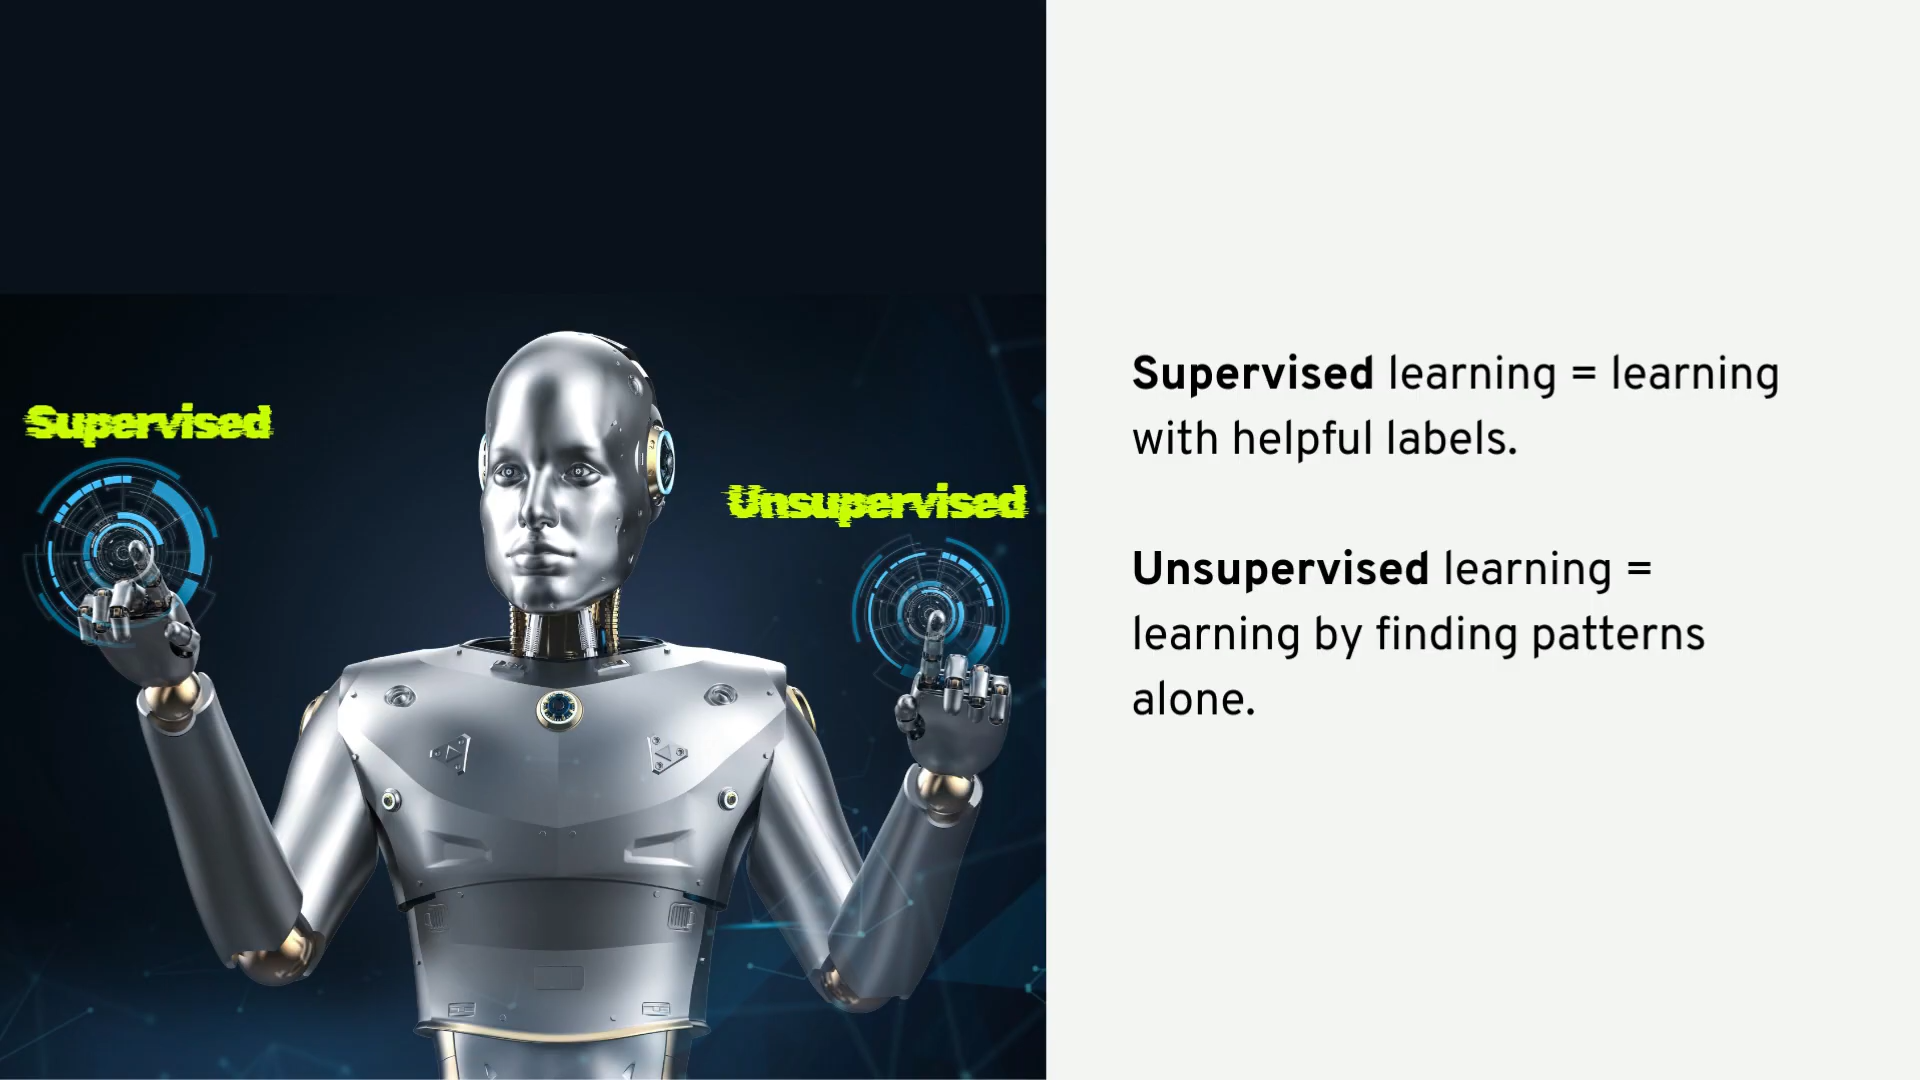 Supervised
Unsupervised
Supervised learning = learning
with helpful labels.
Unsupervised learning =
learning by finding patterns
alone.